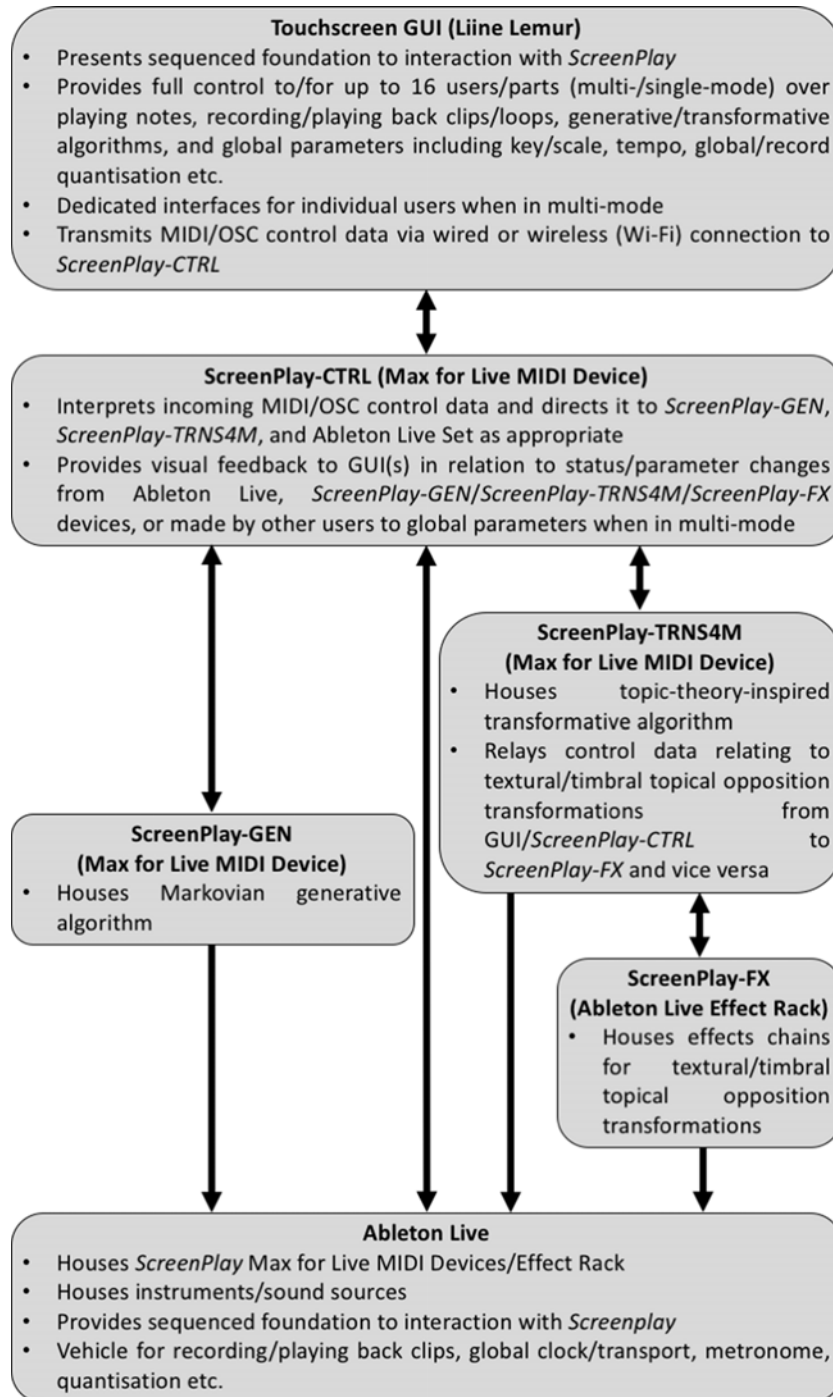 Touchscreen GUI (Liine Lemur)
• Presents sequenced foundation to interaction with ScreenPlay
• Provides full control to/for up to 16 users/parts (multi-/single-mode) over
playing notes, recording/playing back clips/loops, generative/transformative
algorithms, and global parameters including key/scale, tempo, global/record
quantisation etc.
• Dedicated interfaces for individual users when in multi-mode
• Transmits MIDI/OSC control data via wired or wireless (Wi-Fi) connection to
ScreenPlay-CTRL
ScreenPlay-CTRL (Max for Live MIDI Device)
• Interprets incoming MIDI/OSC control data and directs it to ScreenPlay-GEN,
ScreenPlay-TRNS4M, and Ableton Live Set as appropriate
• Provides visual feedback to GUI(s) in relation to status/parameter changes
from Ableton Live, ScreenPlay-GEN/ScreenPlay-TRNS4M/ScreenPlay-FX
devices, or made by other users to global parameters when in multi-mode
ScreenPlay-TRNS4M
(Max for Live MIDI Device)
• Houses topic-theory-inspired
transformative algorithm
• Relays control data relating to
textural/timbral topical opposition
transformations from
GUI/ScreenPlay-CTRL to
ScreenPlay-FX and vice versa
ScreenPlay-GEN
(Max for Live MIDI Device)
• Houses Markovian generative
algorithm
ScreenPlay-FX
(Ableton Live Effect Rack)
• Houses effects chains
for textural/timbral
topical opposition
transformations
Ableton Live
• Houses ScreenPlay Max for Live MIDI Devices/Effect Rack
• Houses instruments/sound sources
• Provides sequenced foundation to interaction with Screenplay
• Vehicle for recording/playing back clips, global clock/transport, metronome,
quantisation etc.